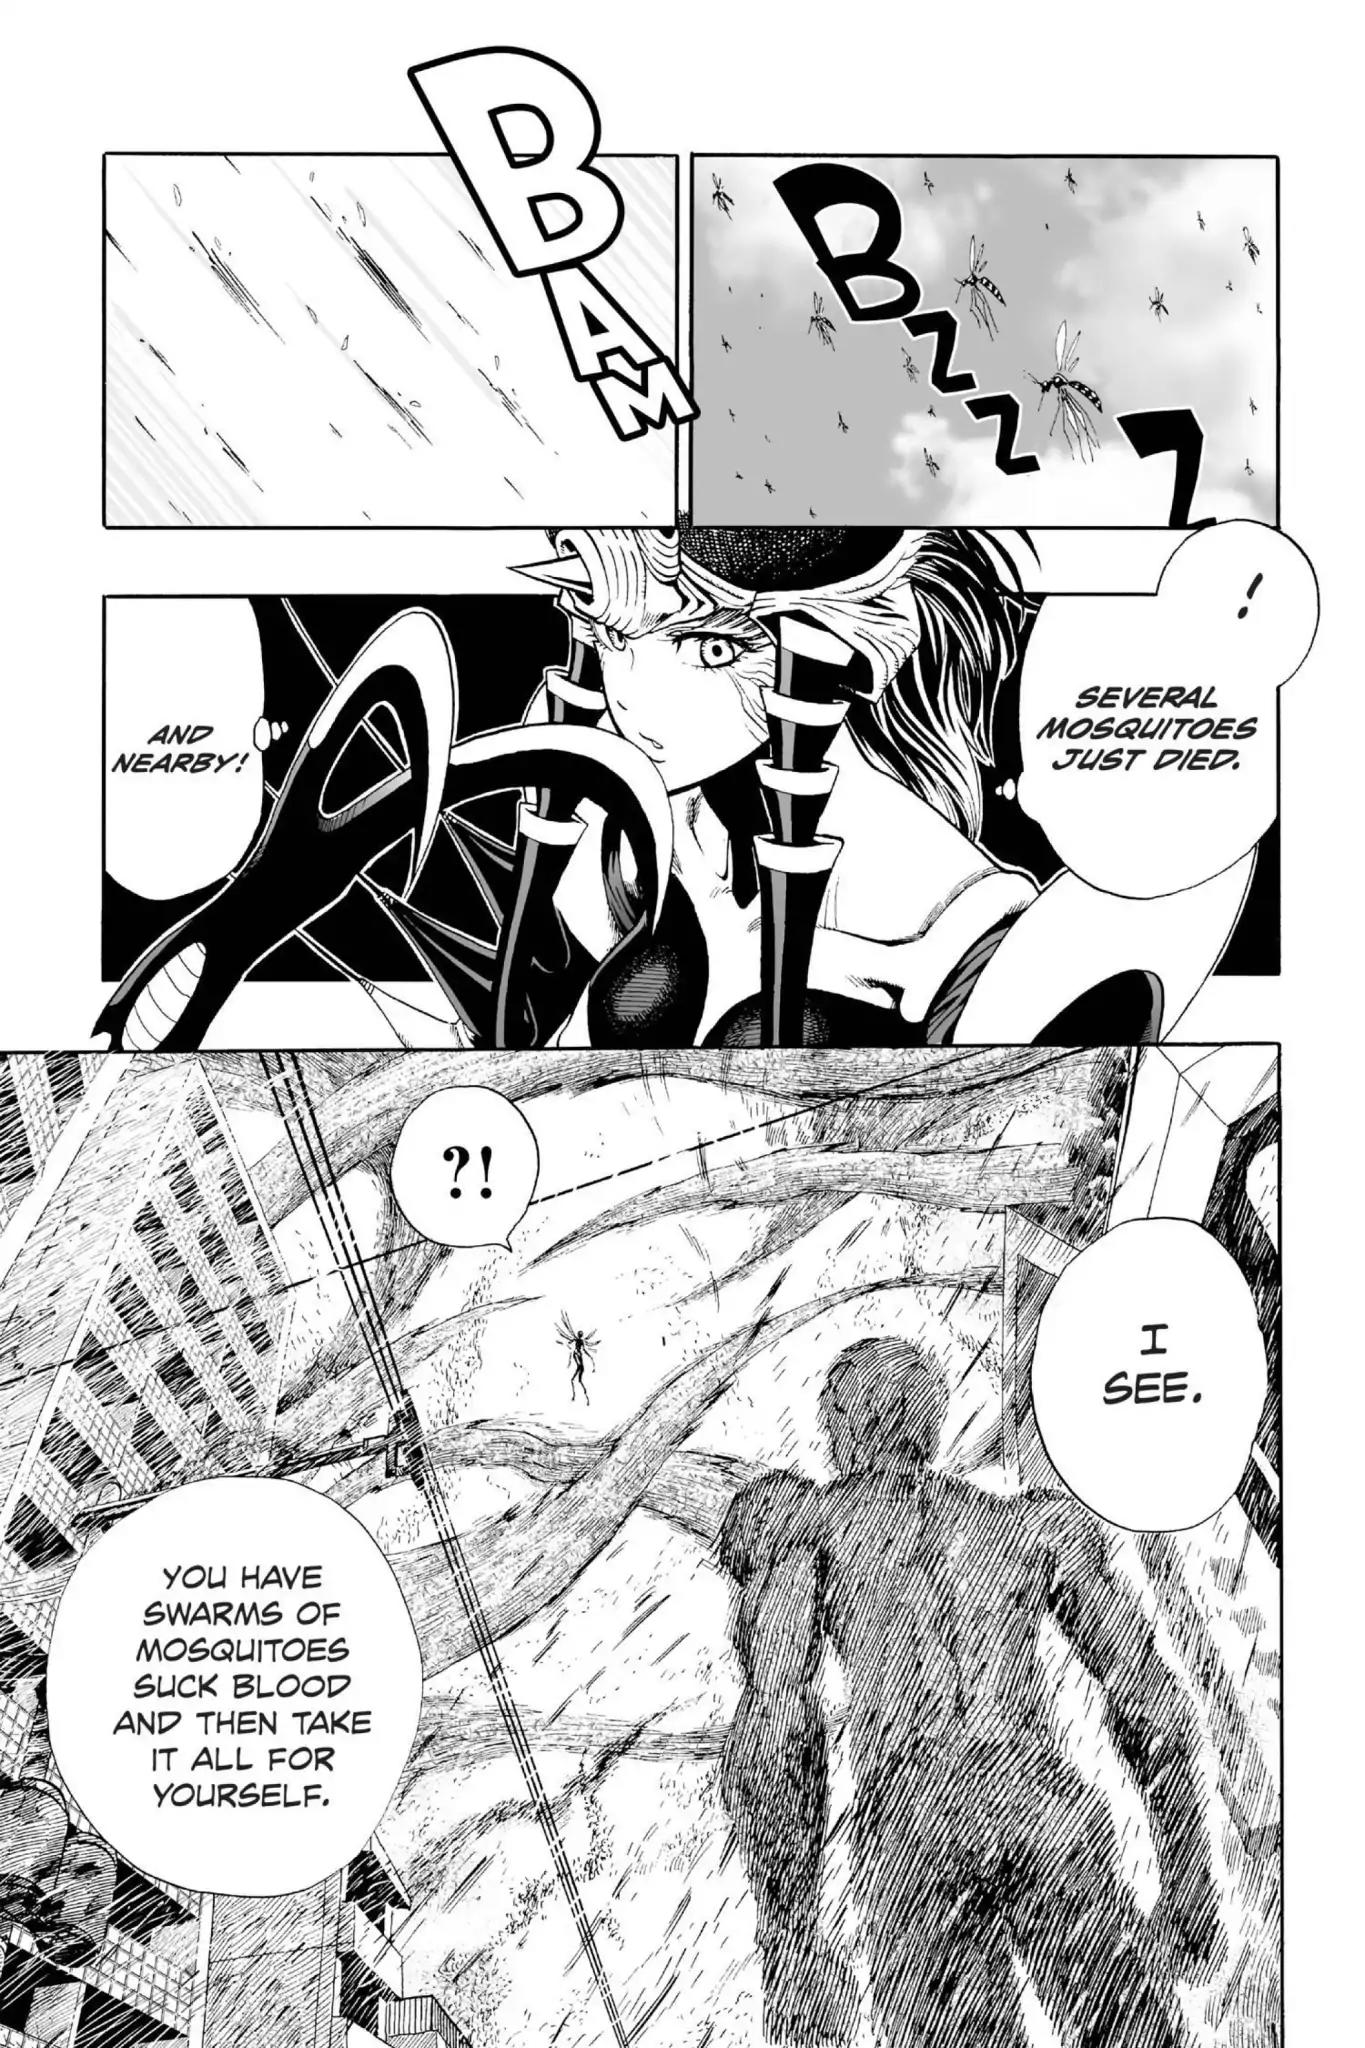 BZZZ
BAM
!
SEVERAL
MOSQUITOES
JUST DIED.
AND
NEARBY!
?!
I
SEE.
YOU HAVE
SWARMS OF
MOSQUITOES
SUCK BLOOD
AND THEN TAKE
IT ALL FOR
YOURSELF.